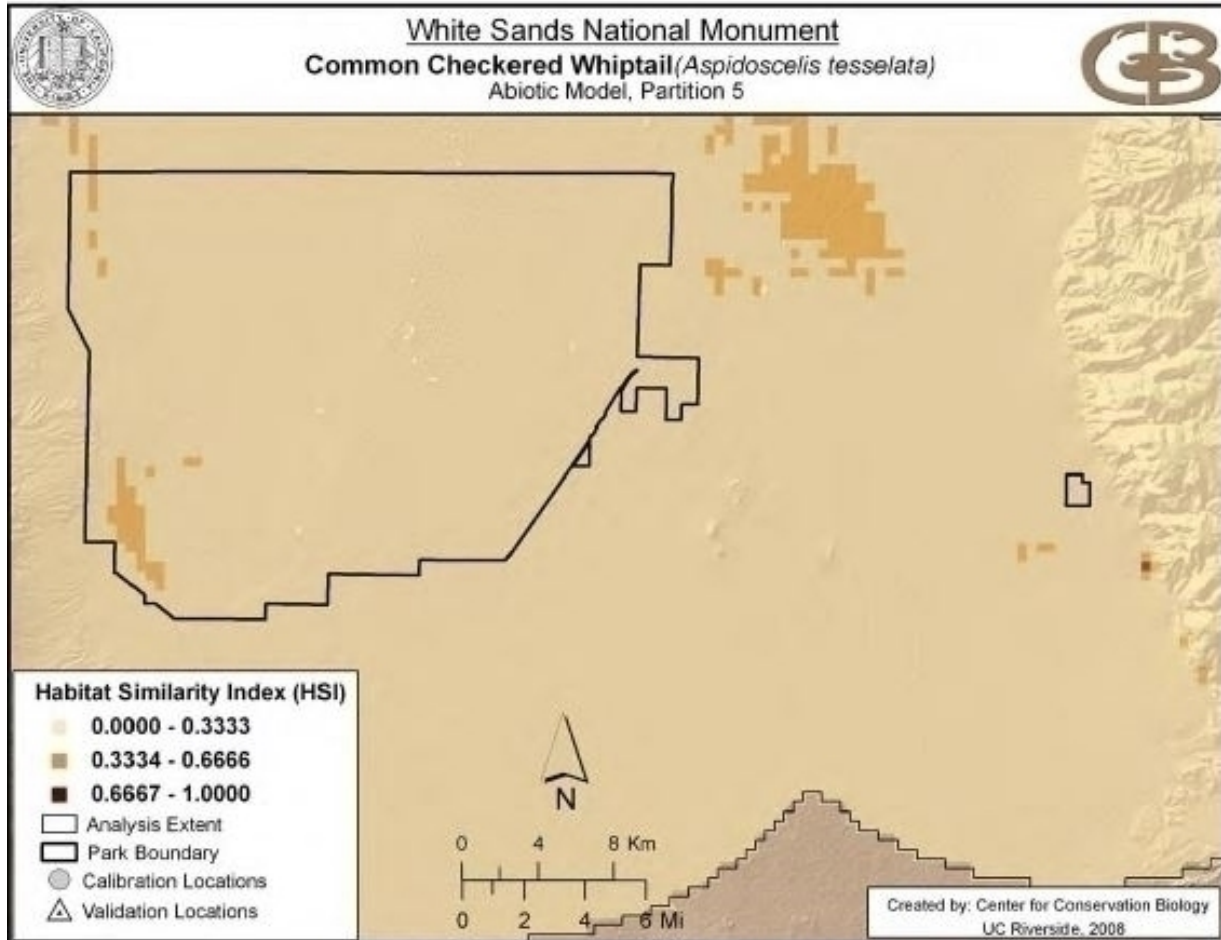 White Sands National Monument
Common Checkered Whiptail(Aspidoscelis tesselata)
Abiotic Model, Partition 5
CB
Habitat Similarity Index (HSI)
0.0000 - 0.3333
0.3334 - 0.6666
0.6667 - 1.0000
Analysis Extent
Park Boundary
Calibration Locations
Validation Locations
N
0 4 8 Km
0 2 4 6 Mi
Created by: Center for Conservation Biology
UC Riverside, 2008